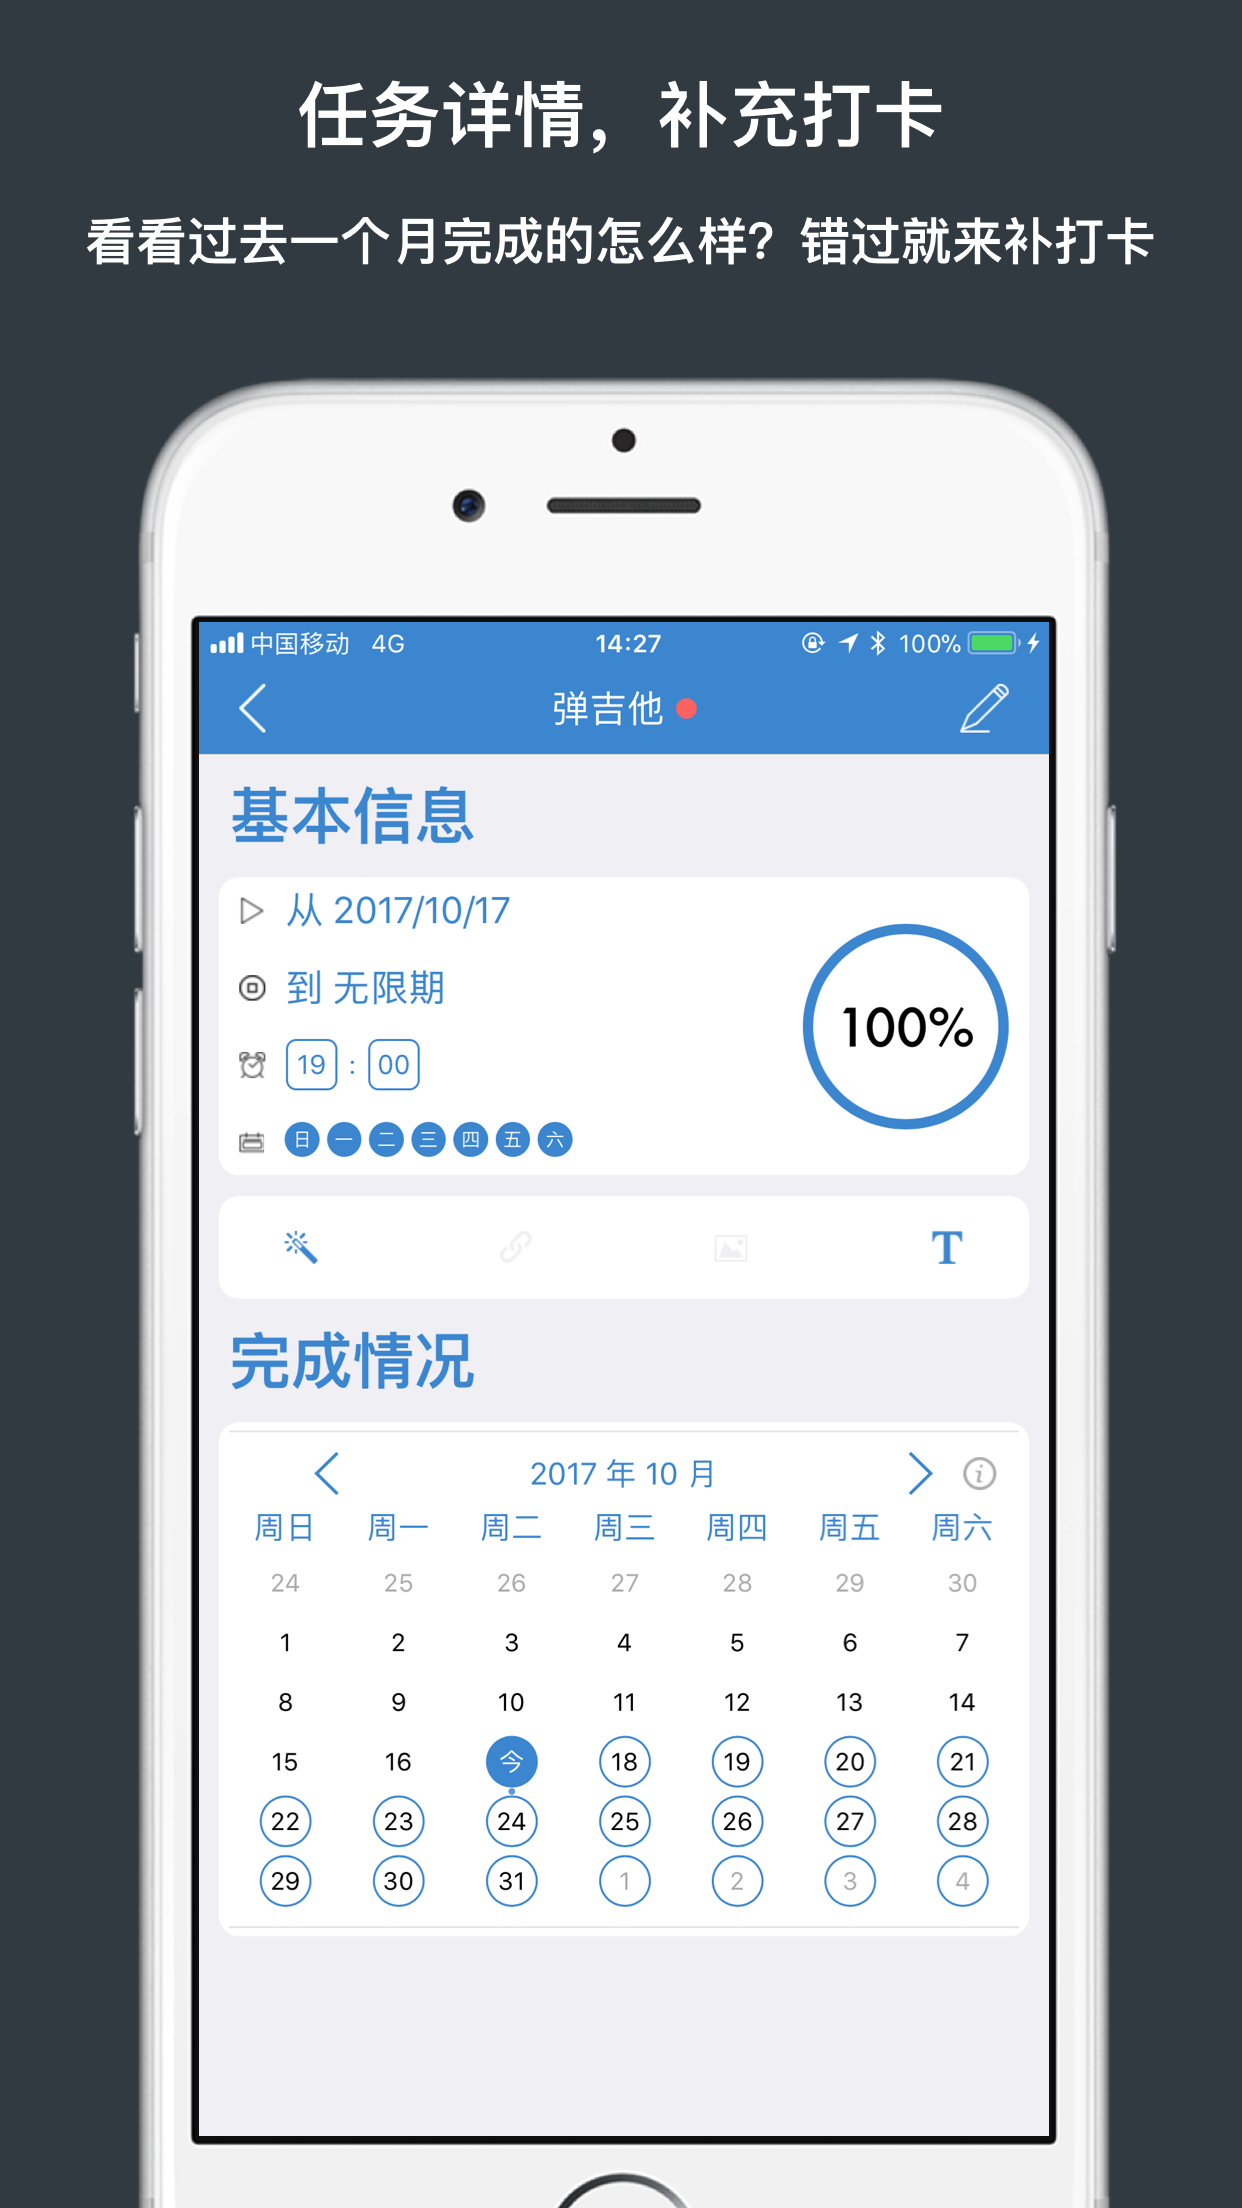 任务详情，补充打卡
看看过去一个月完成的怎么样？错过就来补打卡
中国移动 4G 14:27 100%
弹吉他
基本信息
从 2017/10/17
到 无限期
19 : 00
日 一 二 三 四 五 六
100%
T
完成情况
2017 年 10 月
周日 周一 周二 周三 周四 周五 周六
24 25 26 27 28 29 30
1 2 3 4 5 6 7
8 9 10 11 12 13 14
15 16 今 18 19 20 21
22 23 24 25 26 27 28
29 30 31 1 2 3 4